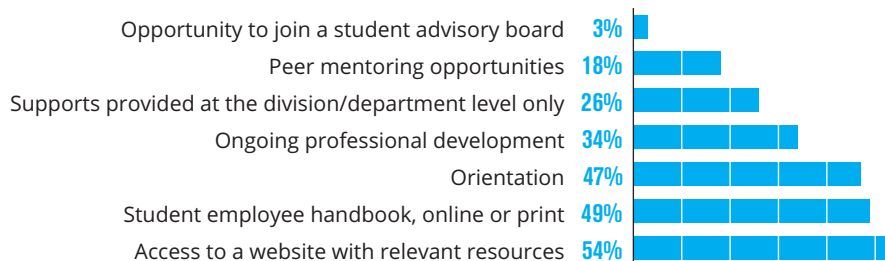 Opportunity to join a student advisory board 3%
Peer mentoring opportunities 18%
Supports provided at the division/department level only 26%
Ongoing professional development 34%
Orientation 47%
Student employee handbook, online or print 49%
Access to a website with relevant resources 54%